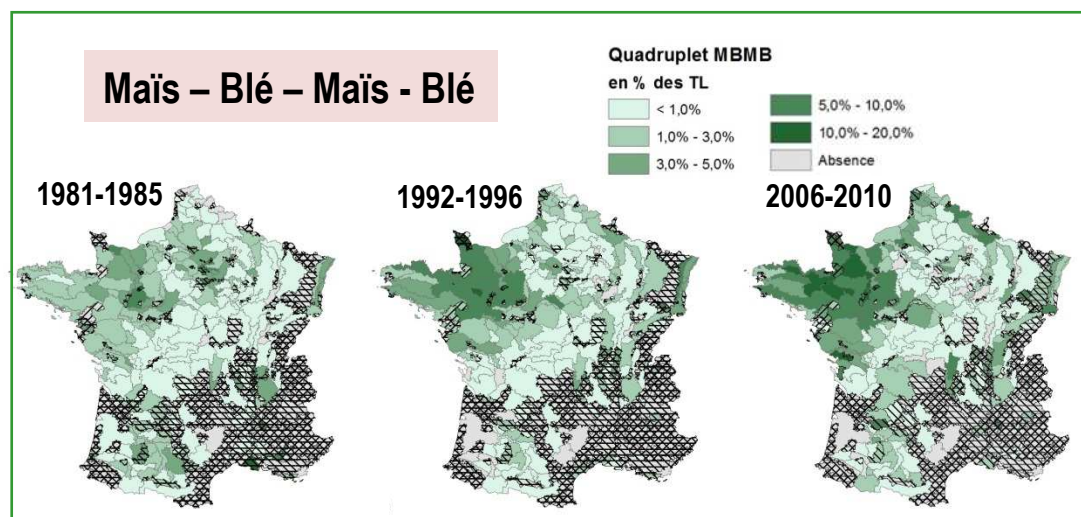 Maïs – Blé – Maïs - Blé
Quadruplet MBMB
en % des TL
< 1,0%
1,0% - 3,0%
3,0% - 5,0%
5,0% - 10,0%
10,0% - 20,0%
Absence
1981-1985
1992-1996
2006-2010